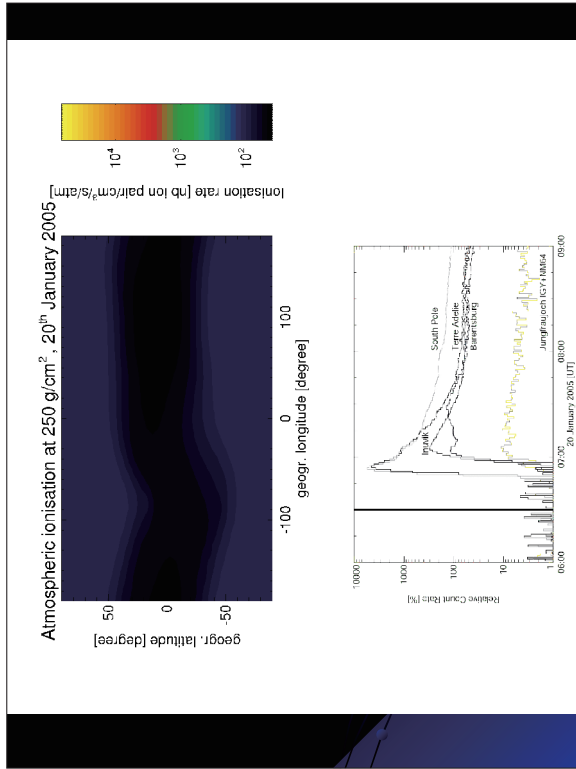 Atmospheric ionisation at 250 g/cm², 20th January 2005
50
0
-50
geogr. latitude [degree]
-100
0
100
geogr. longitude [degree]
10⁴
10³
10²
Ionisation rate [nb ion pair/cm³/s/atm]
10000
1000
100
10
1
Relative Count Rate [%]
South Pole
Terre Adelie
Barentsburg
Inuvik
Jungfraujoch IGY+NM64
06:00
07:00
08:00
09:00
20 January 2005 [UT]